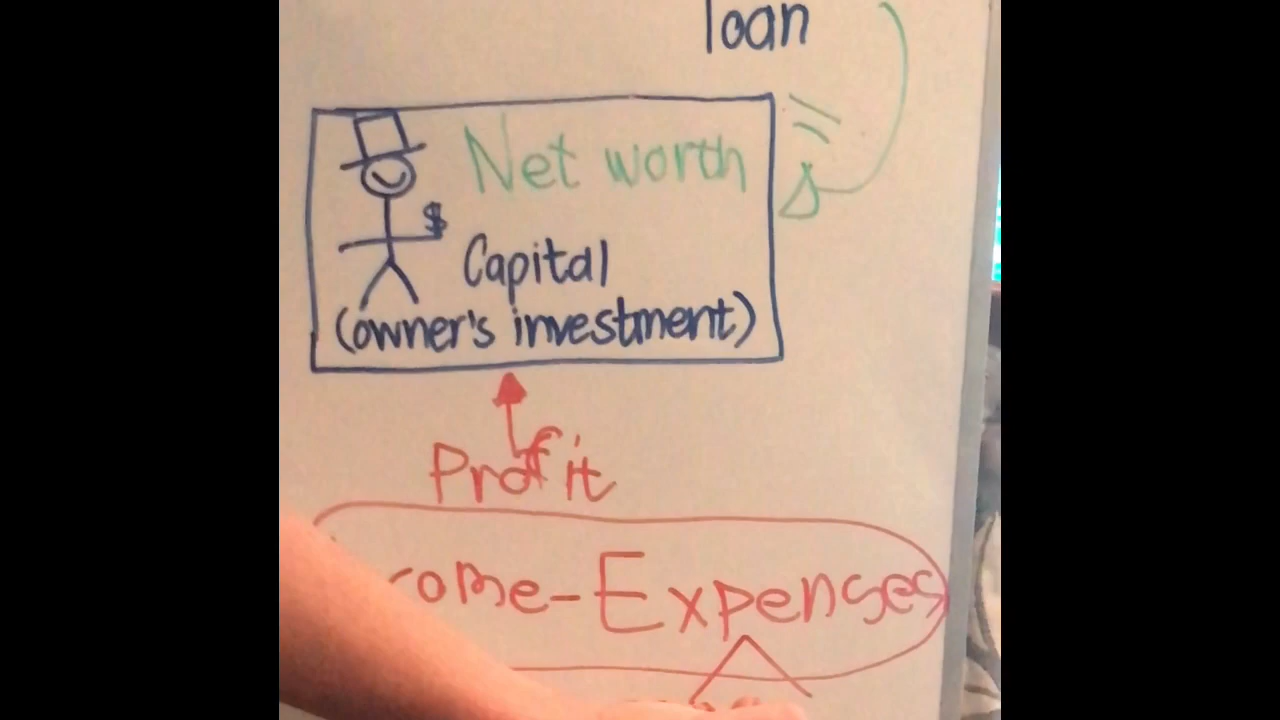 loan
Net worth
$
Capital
(owner's investment)
Profit
ome-Expenses